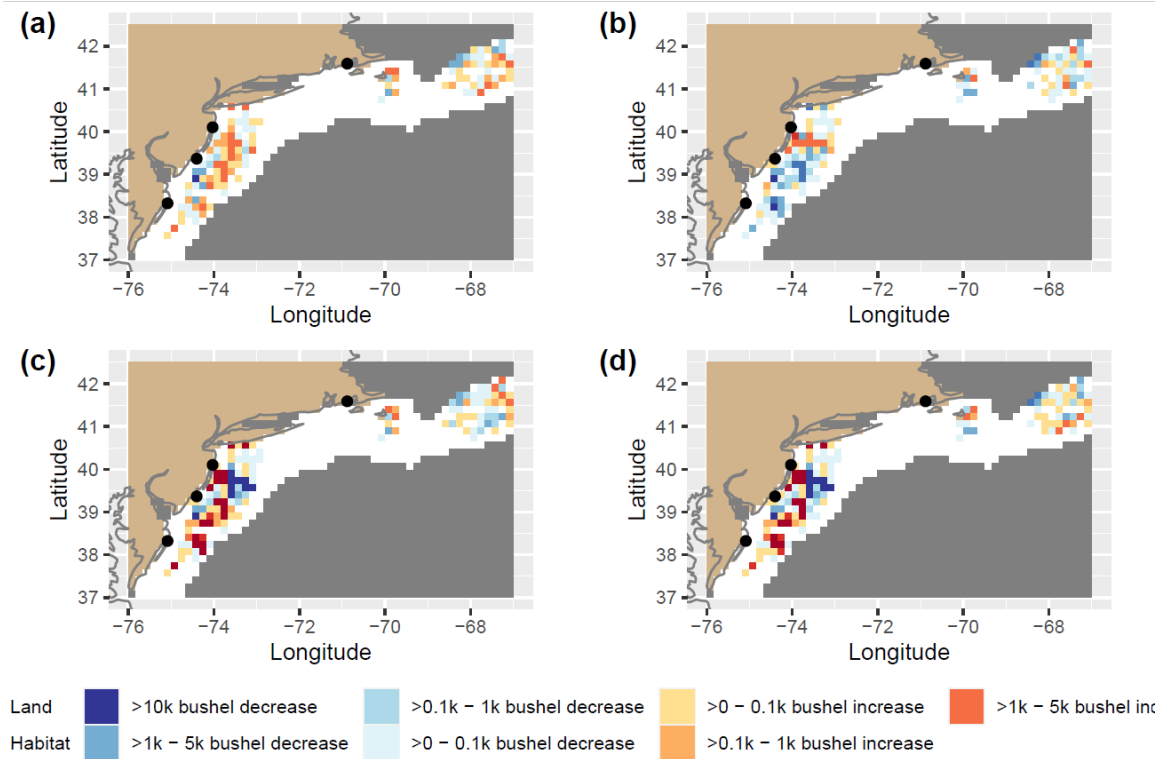 (a) (b)
42 42
41 41
40 40
39 39
38 38
37 37
Latitude Latitude
−76 −74 −72 −70 −68 −76 −74 −72 −70 −68
Longitude Longitude
(c) (d)
42 42
41 41
40 40
39 39
38 38
37 37
Latitude Latitude
−76 −74 −72 −70 −68 −76 −74 −72 −70 −68
Longitude Longitude
Land >10k bushel decrease >0.1k − 1k bushel decrease >0 − 0.1k bushel increase >1k − 5k bushel inc
Habitat >1k − 5k bushel decrease >0 − 0.1k bushel decrease >0.1k − 1k bushel increase